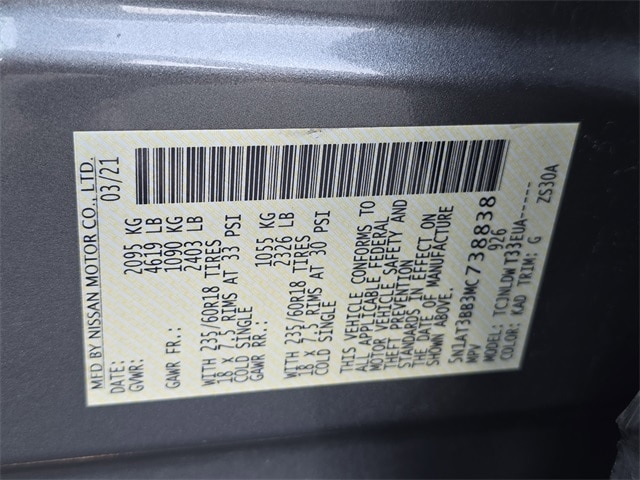 MFD BY NISSAN MOTOR CO., LTD.
DATE: 03/21
GVWR: 2095 KG
4619 LB
GAWR FR.: 1090 KG
2403 LB
WITH 235/60R18 TIRES
18 X 7.5 RIMS AT 33 PSI
COLD SINGLE
GAWR RR.: 1055 KG
2326 LB
WITH 235/60R18 TIRES
18 X 7.5 RIMS AT 30 PSI
COLD SINGLE
THIS VEHICLE CONFORMS TO
ALL APPLICABLE FEDERAL
MOTOR VEHICLE SAFETY AND
THEFT PREVENTION
STANDARDS IN EFFECT ON
THE DATE OF MANUFACTURE
SHOWN ABOVE.
5N1AT3BB3MC738838
MPV 926
MODEL: TCJNLDW T33EUA-----
COLOR: KAD TRIM: G ZS30A